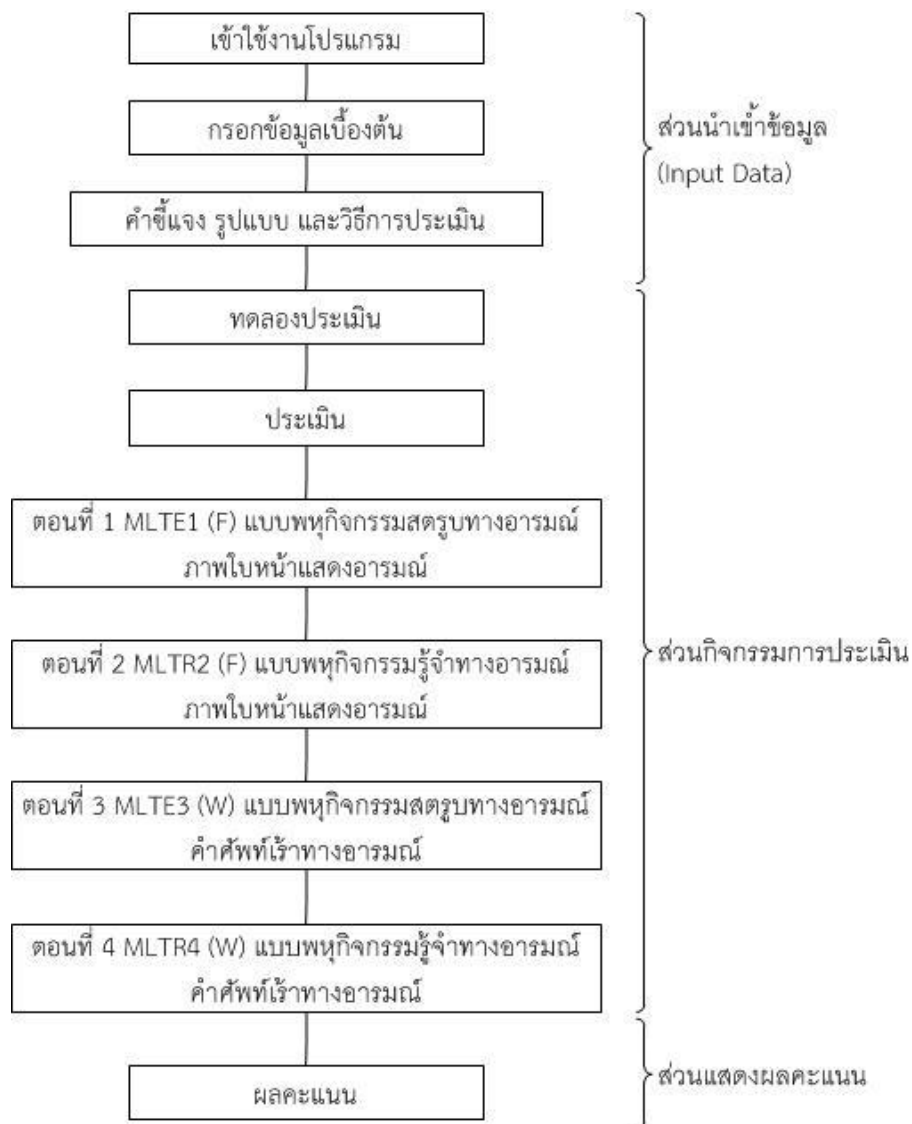 เข้าใช้งานโปรแกรม
กรอกข้อมูลเบื้องต้น
คำชี้แจง รูปแบบ และวิธีการประเมิน
ส่วนนำเข้าข้อมูล
(Input Data)
ทดลองประเมิน
ประเมิน
ตอนที่ 1 MLTE1 (F) แบบพหุกิจกรรมสตรูบทางอารมณ์
ภาพใบหน้าแสดงอารมณ์
ตอนที่ 2 MLTR2 (F) แบบพหุกิจกรรมรู้จำทางอารมณ์
ภาพใบหน้าแสดงอารมณ์
ตอนที่ 3 MLTE3 (W) แบบพหุกิจกรรมสตรูบทางอารมณ์
คำศัพท์เร้าทางอารมณ์
ตอนที่ 4 MLTR4 (W) แบบพหุกิจกรรมรู้จำทางอารมณ์
คำศัพท์เร้าทางอารมณ์
ส่วนกิจกรรมการประเมิน
ผลคะแนน
ส่วนแสดงผลคะแนน